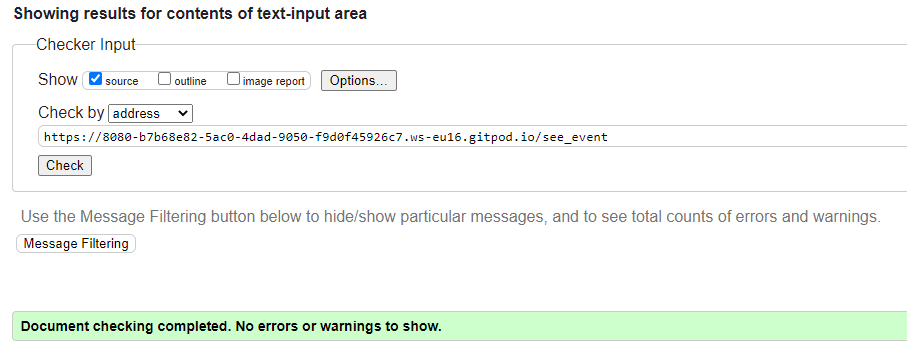 Showing results for contents of text-input area
Checker Input
Show source outline image report Options...
Check by address
https://8080-b7b68e82-5ac0-4dad-9050-f9d0f45926c7.ws-eu16.gitpod.io/see_event
Check
Use the Message Filtering button below to hide/show particular messages, and to see total counts of errors and warnings.
Message Filtering
Document checking completed. No errors or warnings to show.